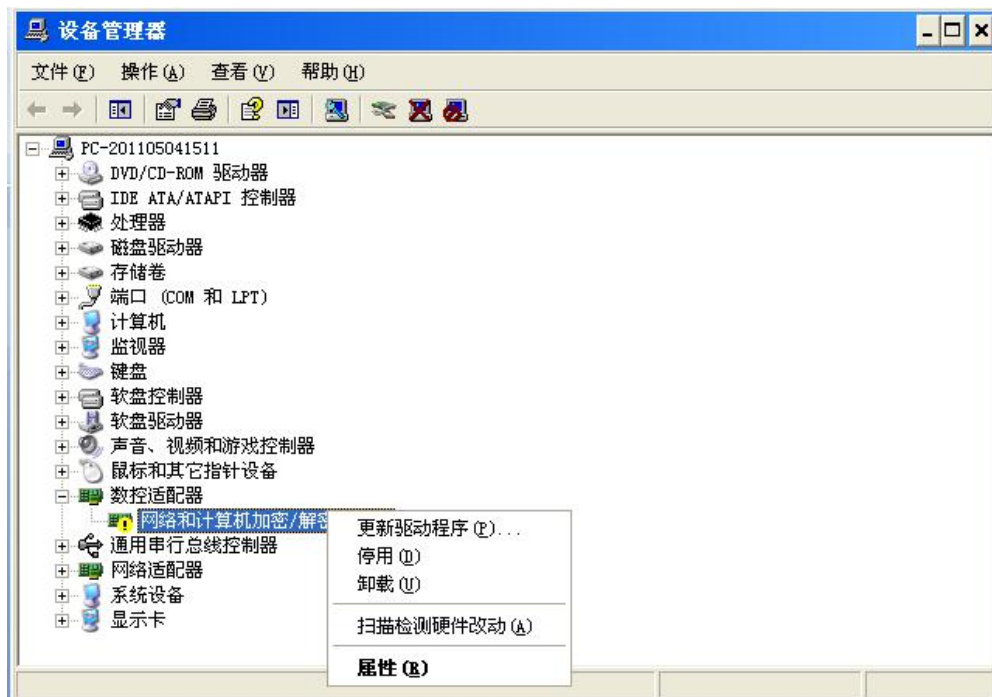 设备管理器
文件(F) 操作(A) 查看(V) 帮助(H)
PC-201105041511
DVD/CD-ROM 驱动器
IDE ATA/ATAPI 控制器
处理器
磁盘驱动器
存储卷
端口 (COM 和 LPT)
计算机
监视器
键盘
软盘控制器
软盘驱动器
声音、视频和游戏控制器
鼠标和其它指针设备
数控适配器
网络和计算机加密/解密
通用串行总线控制器
网络适配器
系统设备
显示卡
更新驱动程序(P)...
停用(D)
卸载(U)
扫描检测硬件改动(A)
属性(R)